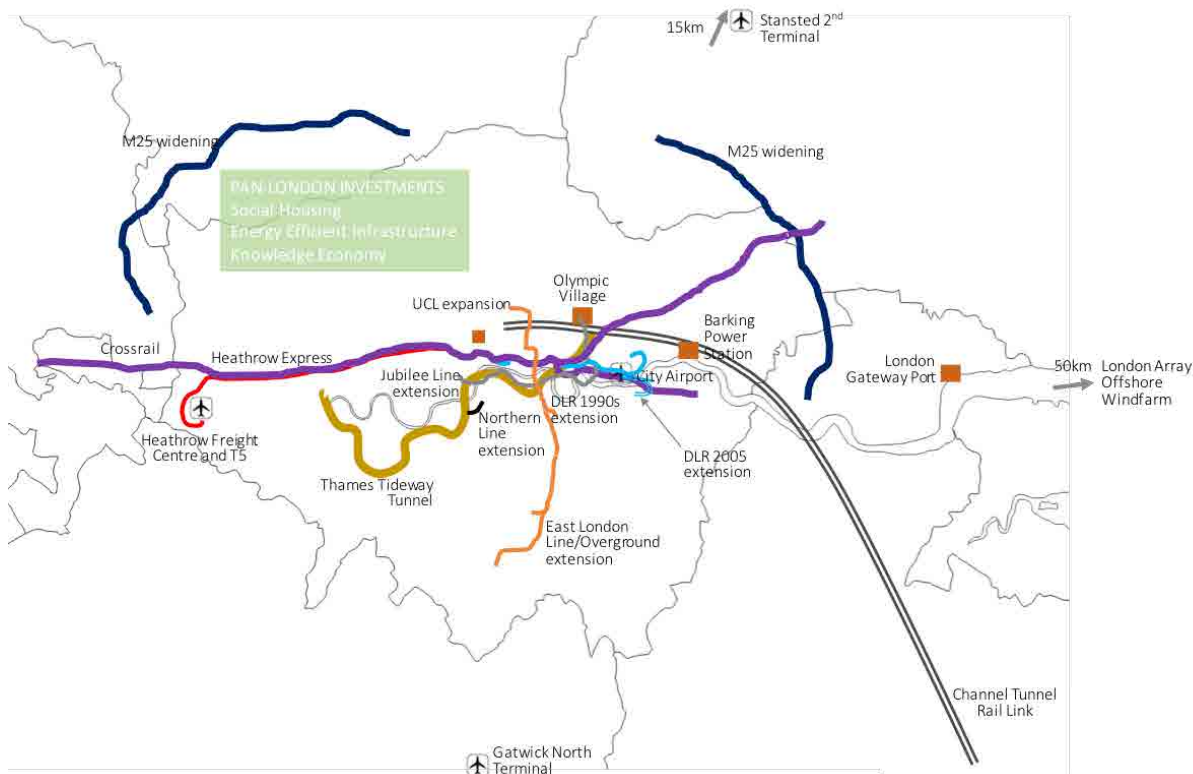 15km
Stansted 2nd
Terminal
M25 widening
M25 widening
PAN-LONDON INVESTMENTS
Social Housing
Energy Efficient Infrastructure
Knowledge Economy
Olympic
Village
UCL expansion
Barking
Power
Station
Crossrail
Heathrow Express
London
Gateway Port
50km
London Array
Offshore
Windfarm
Jubilee Line
extension
City Airport
DLR 1990s
extension
Northern
Line
extension
Heathrow Freight
Centre and T5
DLR 2005
extension
Thames Tideway
Tunnel
East London
Line/Overground
extension
Channel Tunnel
Rail Link
Gatwick North
Terminal